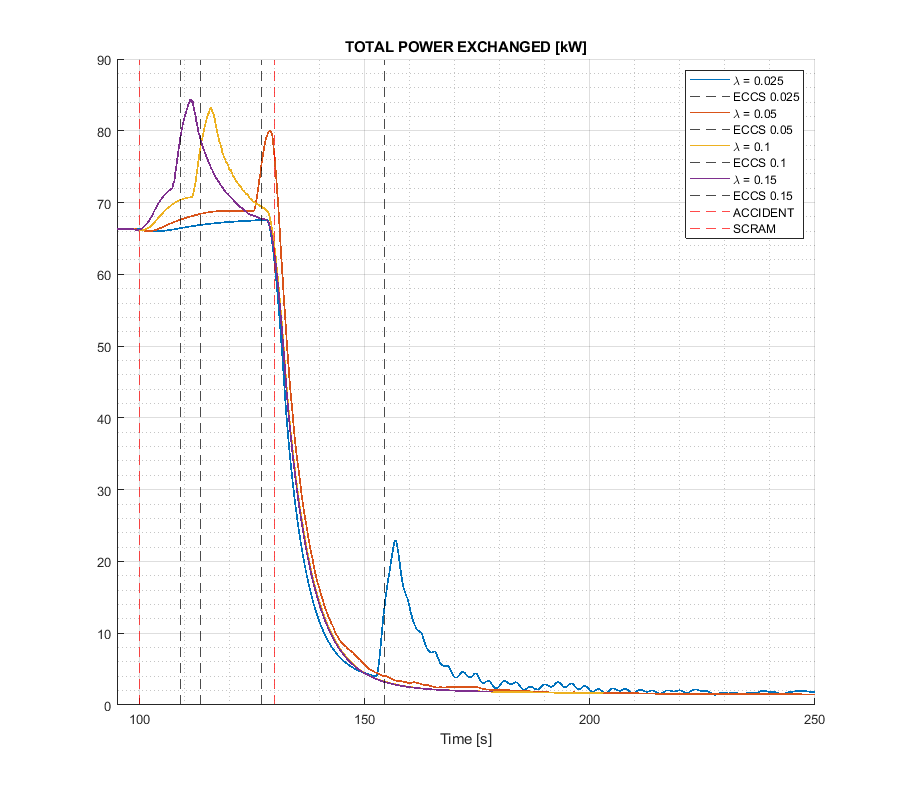 TOTAL POWER EXCHANGED [kW]
90
80
70
60
50
40
30
20
10
0
λ = 0.025
ECCS 0.025
λ = 0.05
ECCS 0.05
λ = 0.1
ECCS 0.1
λ = 0.15
ECCS 0.15
ACCIDENT
SCRAM
100 150 200 250
Time [s]